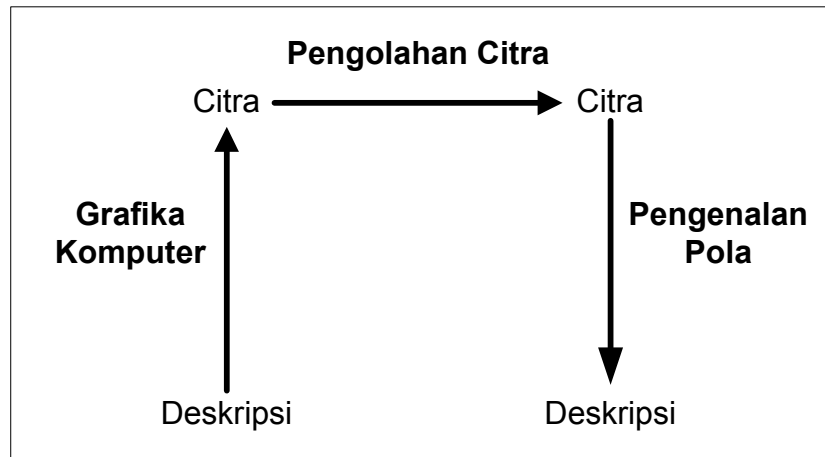 Pengolahan Citra
Citra
Citra
Grafika
Komputer
Pengenalan
Pola
Deskripsi
Deskripsi